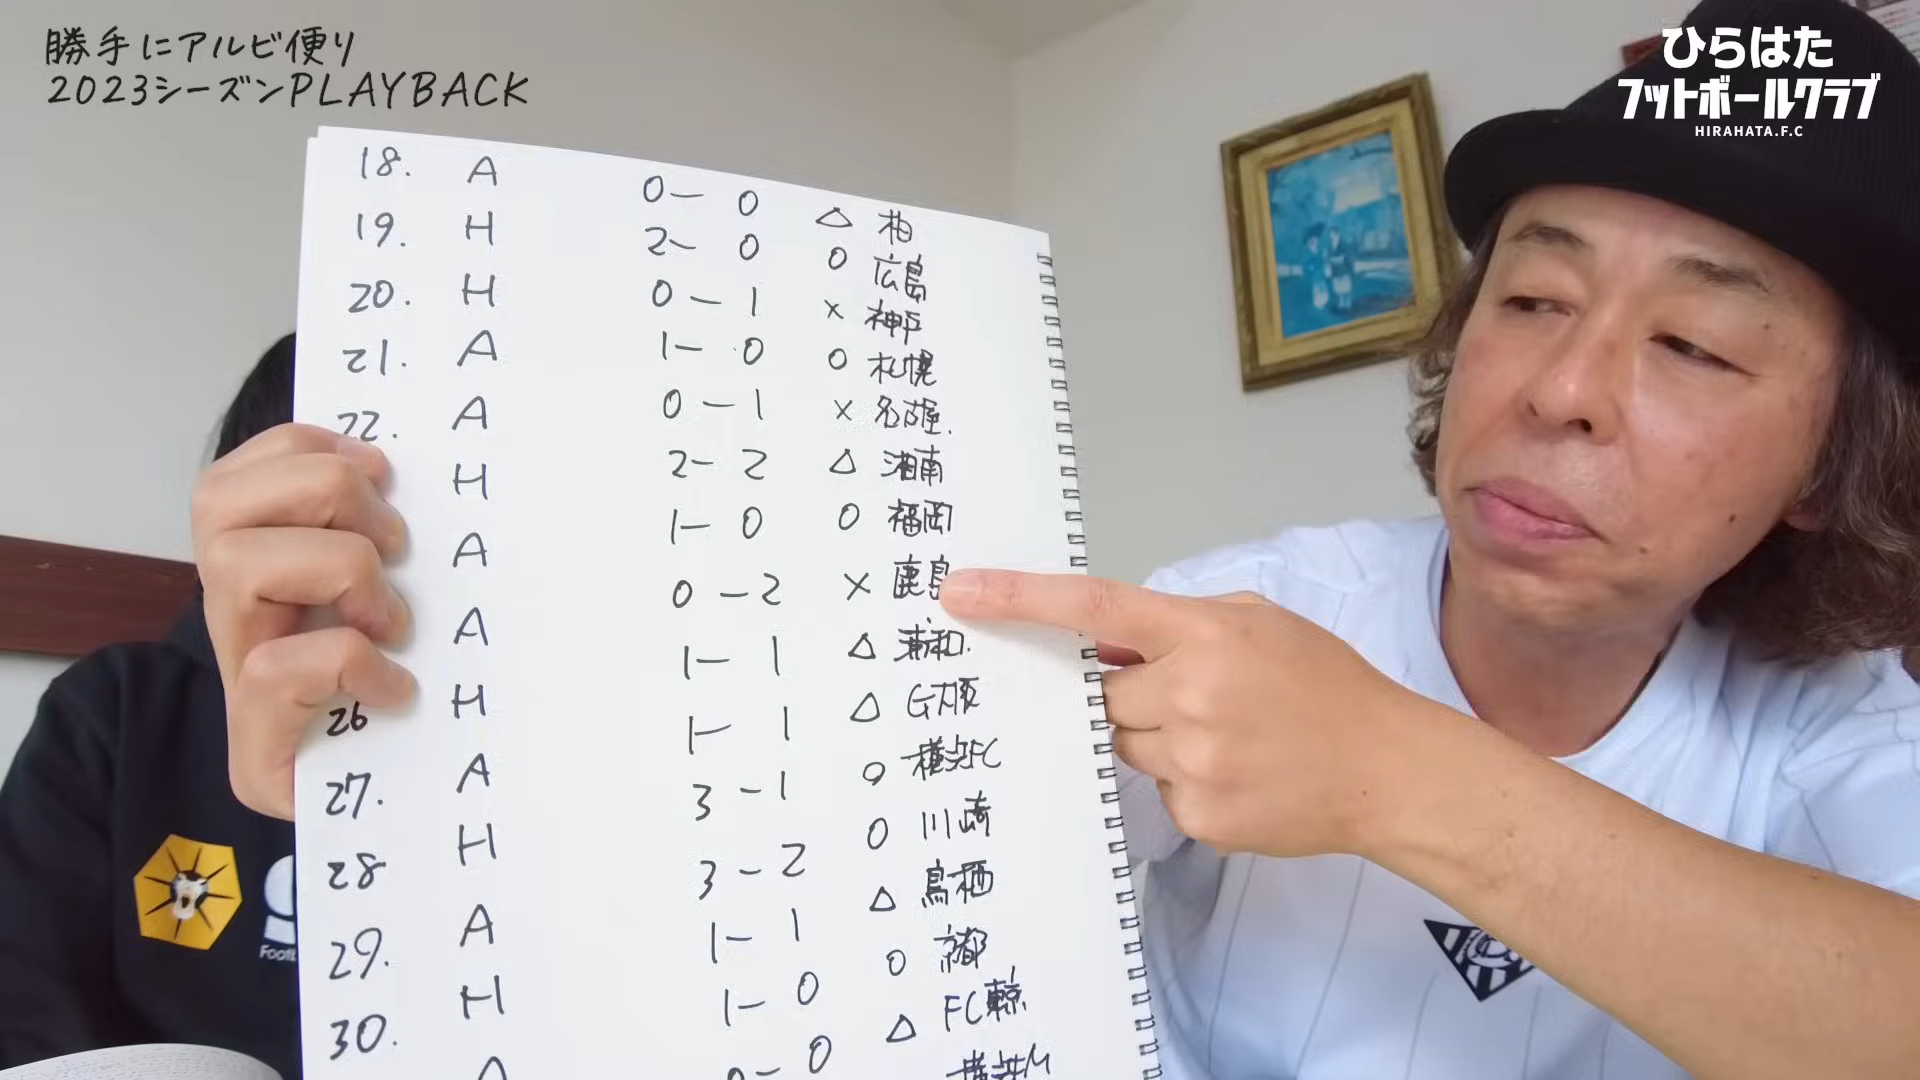 勝手にアルビ便り
2023シーズンPLAYBACK
ひらはた
フットボールクラブ
HIRAHATA.F.C
18. A 0-0 △ 柏
19. H 2-0 ○ 広島
20. H 0-1 × 神戸
21. A 1-0 ○ 札幌
22. A 0-1 × 名古屋.
H 2-2 △ 湘南
A 1-0 ○ 福岡
A 0-2 × 鹿島
26 H 1-1 △ 浦和.
27. A 1-1 △ G大阪
28 H 3-1 ○ 横浜FC
29. A 3-2 ○ 川崎
30. H 1-1 △ 鳥栖
A 1-0 ○ 京都
0-0 △ FC東京
横浜M